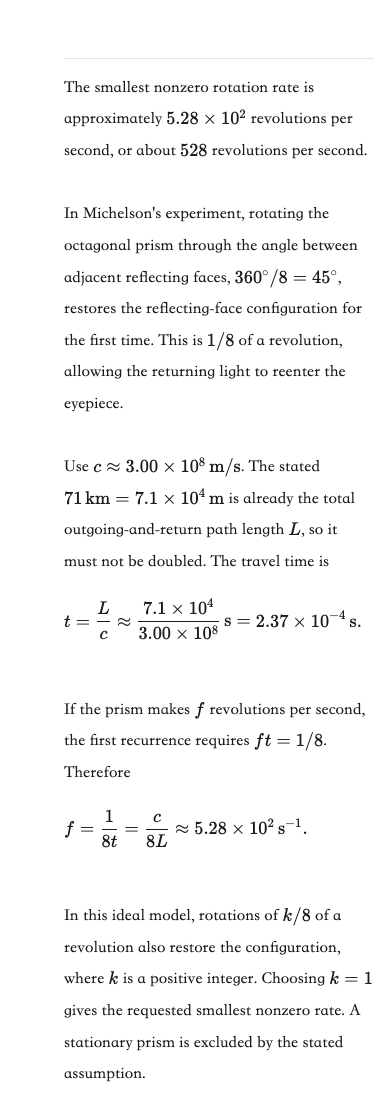 The smallest nonzero rotation rate is
approximately 5.28 × 10² revolutions per
second, or about 528 revolutions per second.
In Michelson's experiment, rotating the
octagonal prism through the angle between
adjacent reflecting faces, 360°/8 = 45°,
restores the reflecting-face configuration for
the first time. This is 1/8 of a revolution,
allowing the returning light to reenter the
eyepiece.
Use c ≈ 3.00 × 10⁸ m/s. The stated
71 km = 7.1 × 10⁴ m is already the total
outgoing-and-return path length L, so it
must not be doubled. The travel time is
t = L/c ≈ (7.1 × 10⁴)/(3.00 × 10⁸) s = 2.37 × 10⁻⁴ s.
If the prism makes f revolutions per second,
the first recurrence requires ft = 1/8.
Therefore
f = 1/(8t) = c/(8L) ≈ 5.28 × 10² s⁻¹.
In this ideal model, rotations of k/8 of a
revolution also restore the configuration,
where k is a positive integer. Choosing k = 1
gives the requested smallest nonzero rate. A
stationary prism is excluded by the stated
assumption.